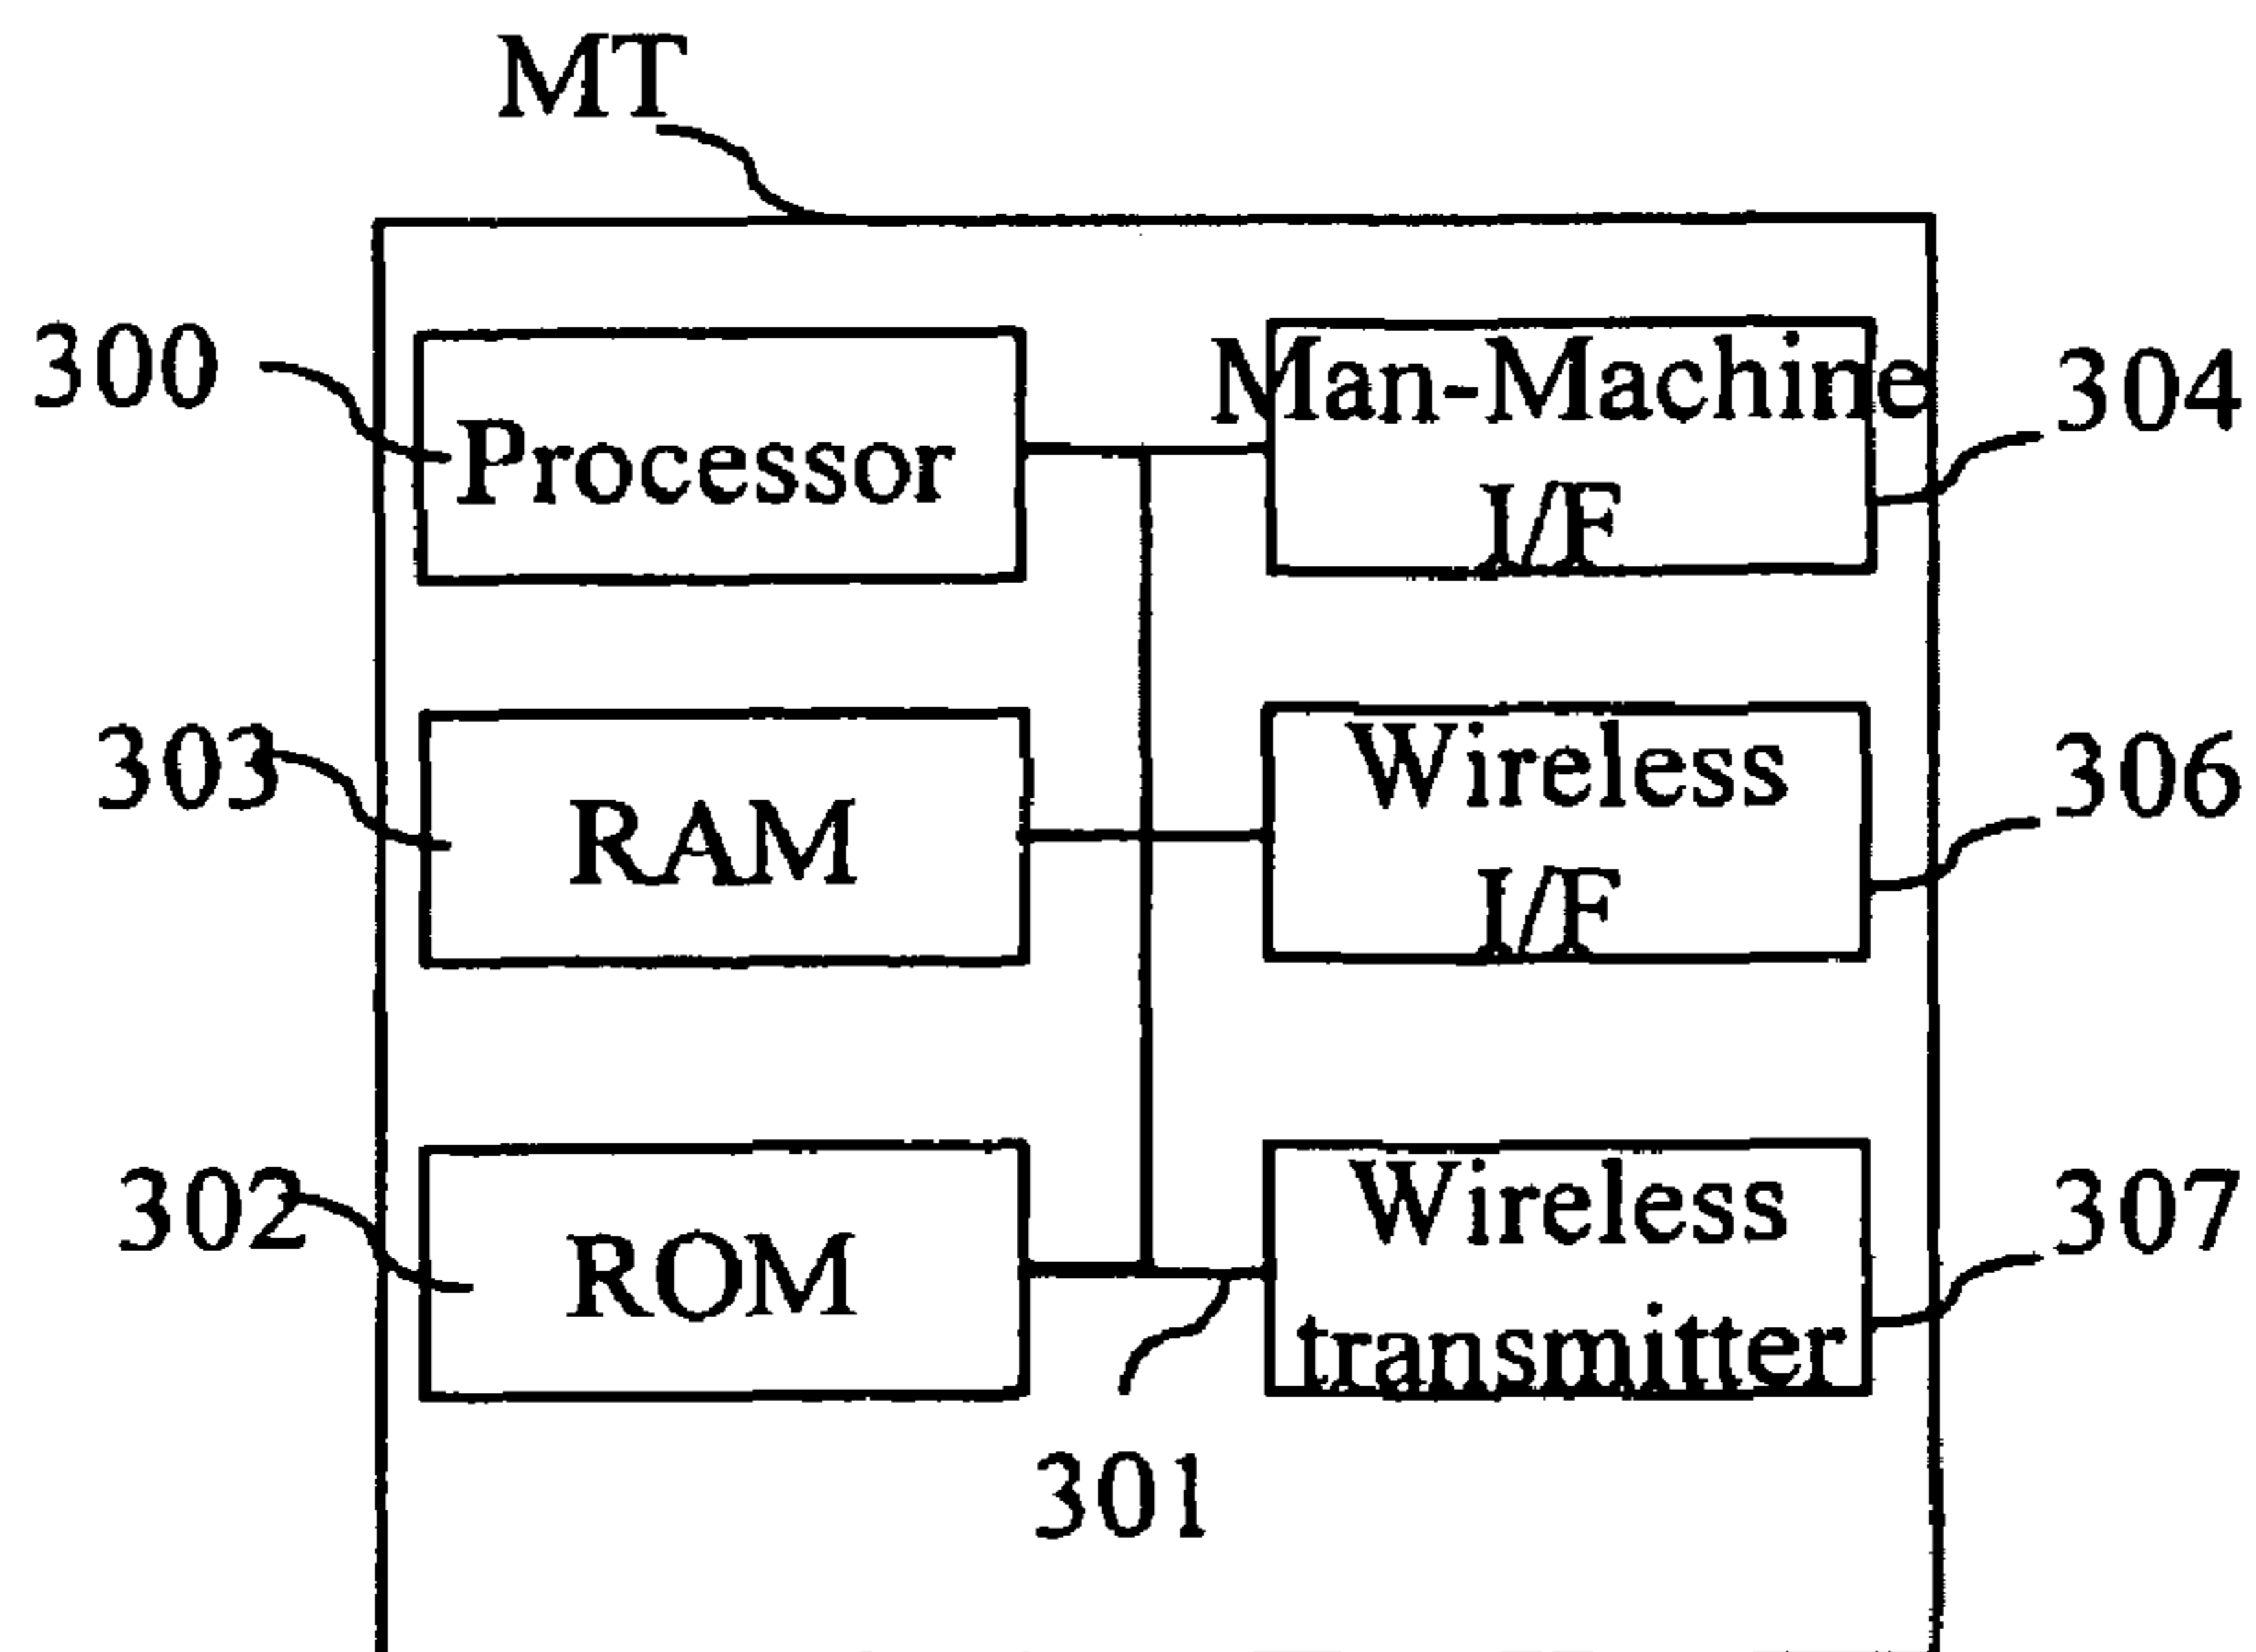 MT
300
Processor
Man-Machine
I/F
304
303
RAM
Wireless
I/F
306
302
ROM
Wireless
transmitter
307
301